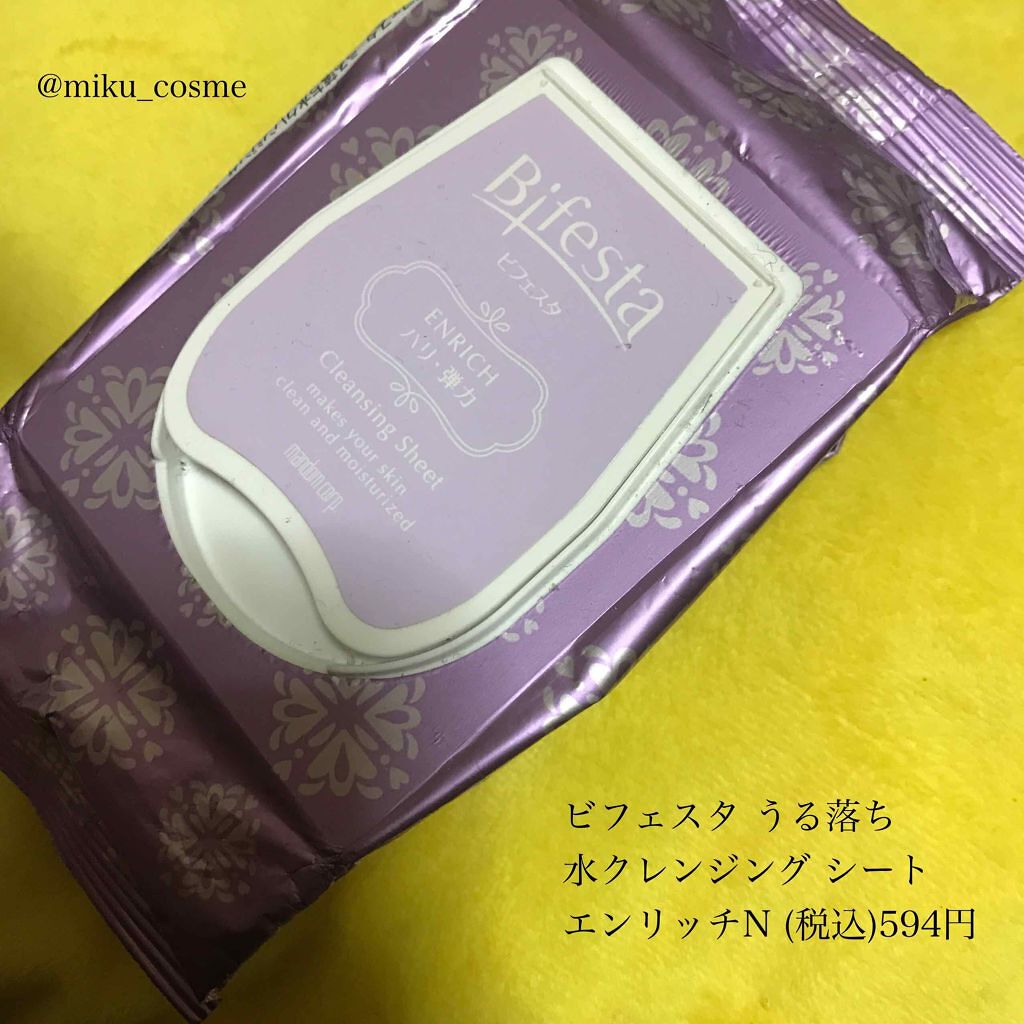 @miku_cosme
Bifesta
ビフェスタ
ENRICH
ハリ・弾力
Cleansing Sheet
makes your skin
clean and moisturized
mandom corp.
ビフェスタ うる落ち
水クレンジング シート
エンリッチN (税込)594円